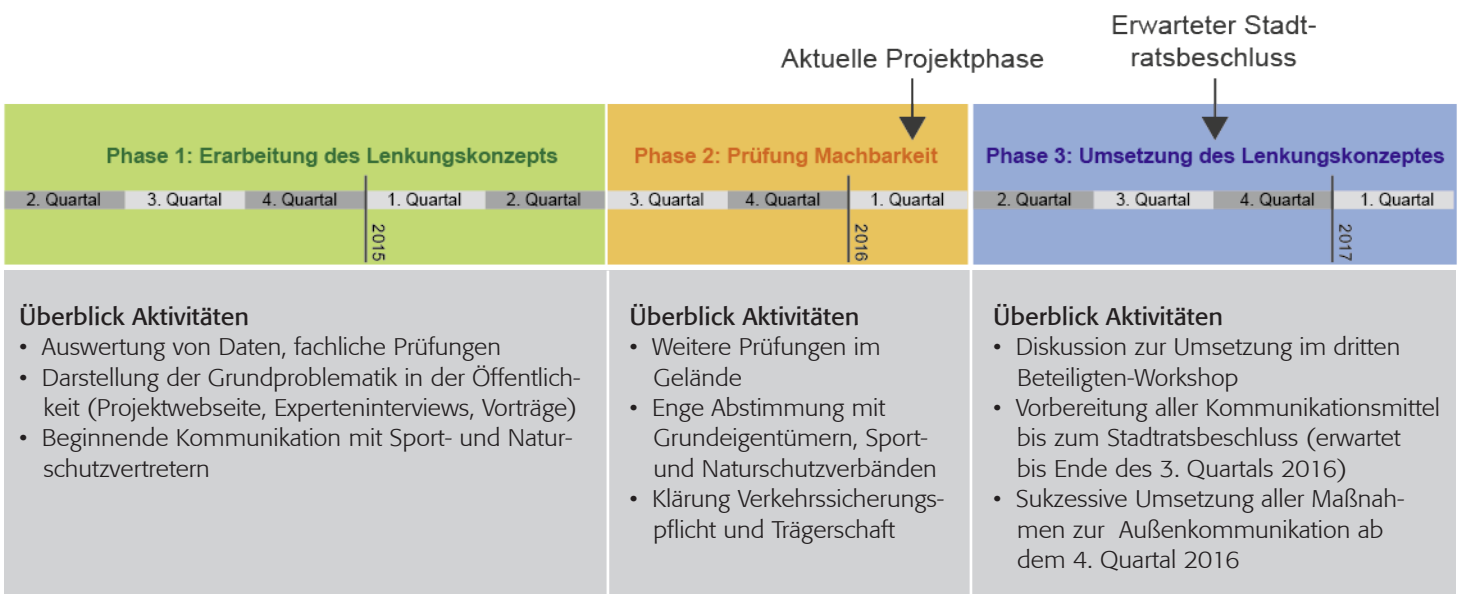 Erwarteter Stadt-
ratsbeschluss
Aktuelle Projektphase
Phase 1: Erarbeitung des Lenkungskonzepts
Phase 2: Prüfung Machbarkeit
Phase 3: Umsetzung des Lenkungskonzeptes
2. Quartal 3. Quartal 4. Quartal 1. Quartal 2. Quartal 3. Quartal 4. Quartal 1. Quartal 2. Quartal 3. Quartal 4. Quartal 1. Quartal
2015
2016
2017
Überblick Aktivitäten
• Auswertung von Daten, fachliche Prüfungen
• Darstellung der Grundproblematik in der Öffentlich-
keit (Projektwebseite, Experteninterviews, Vorträge)
• Beginnende Kommunikation mit Sport- und Natur-
schutzvertretern
Überblick Aktivitäten
• Weitere Prüfungen im
Gelände
• Enge Abstimmung mit
Grundeigentümern, Sport-
und Naturschutzverbänden
• Klärung Verkehrssicherungs-
pflicht und Trägerschaft
Überblick Aktivitäten
• Diskussion zur Umsetzung im dritten
Beteiligten-Workshop
• Vorbereitung aller Kommunikationsmittel
bis zum Stadtratsbeschluss (erwartet
bis Ende des 3. Quartals 2016)
• Sukzessive Umsetzung aller Maßnah-
men zur Außenkommunikation ab
dem 4. Quartal 2016